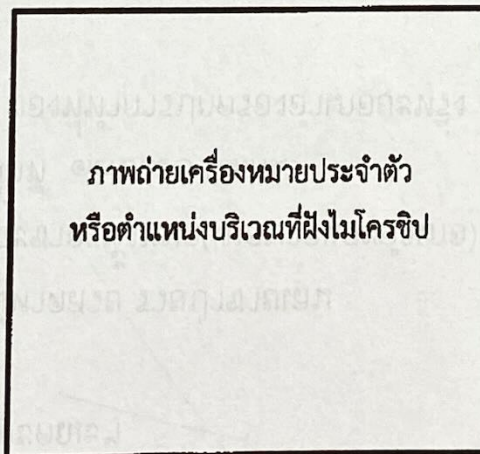 ภาพถ่ายเครื่องหมายประจำตัว
หรือตำแหน่งบริเวณที่ฝังไมโครชิป